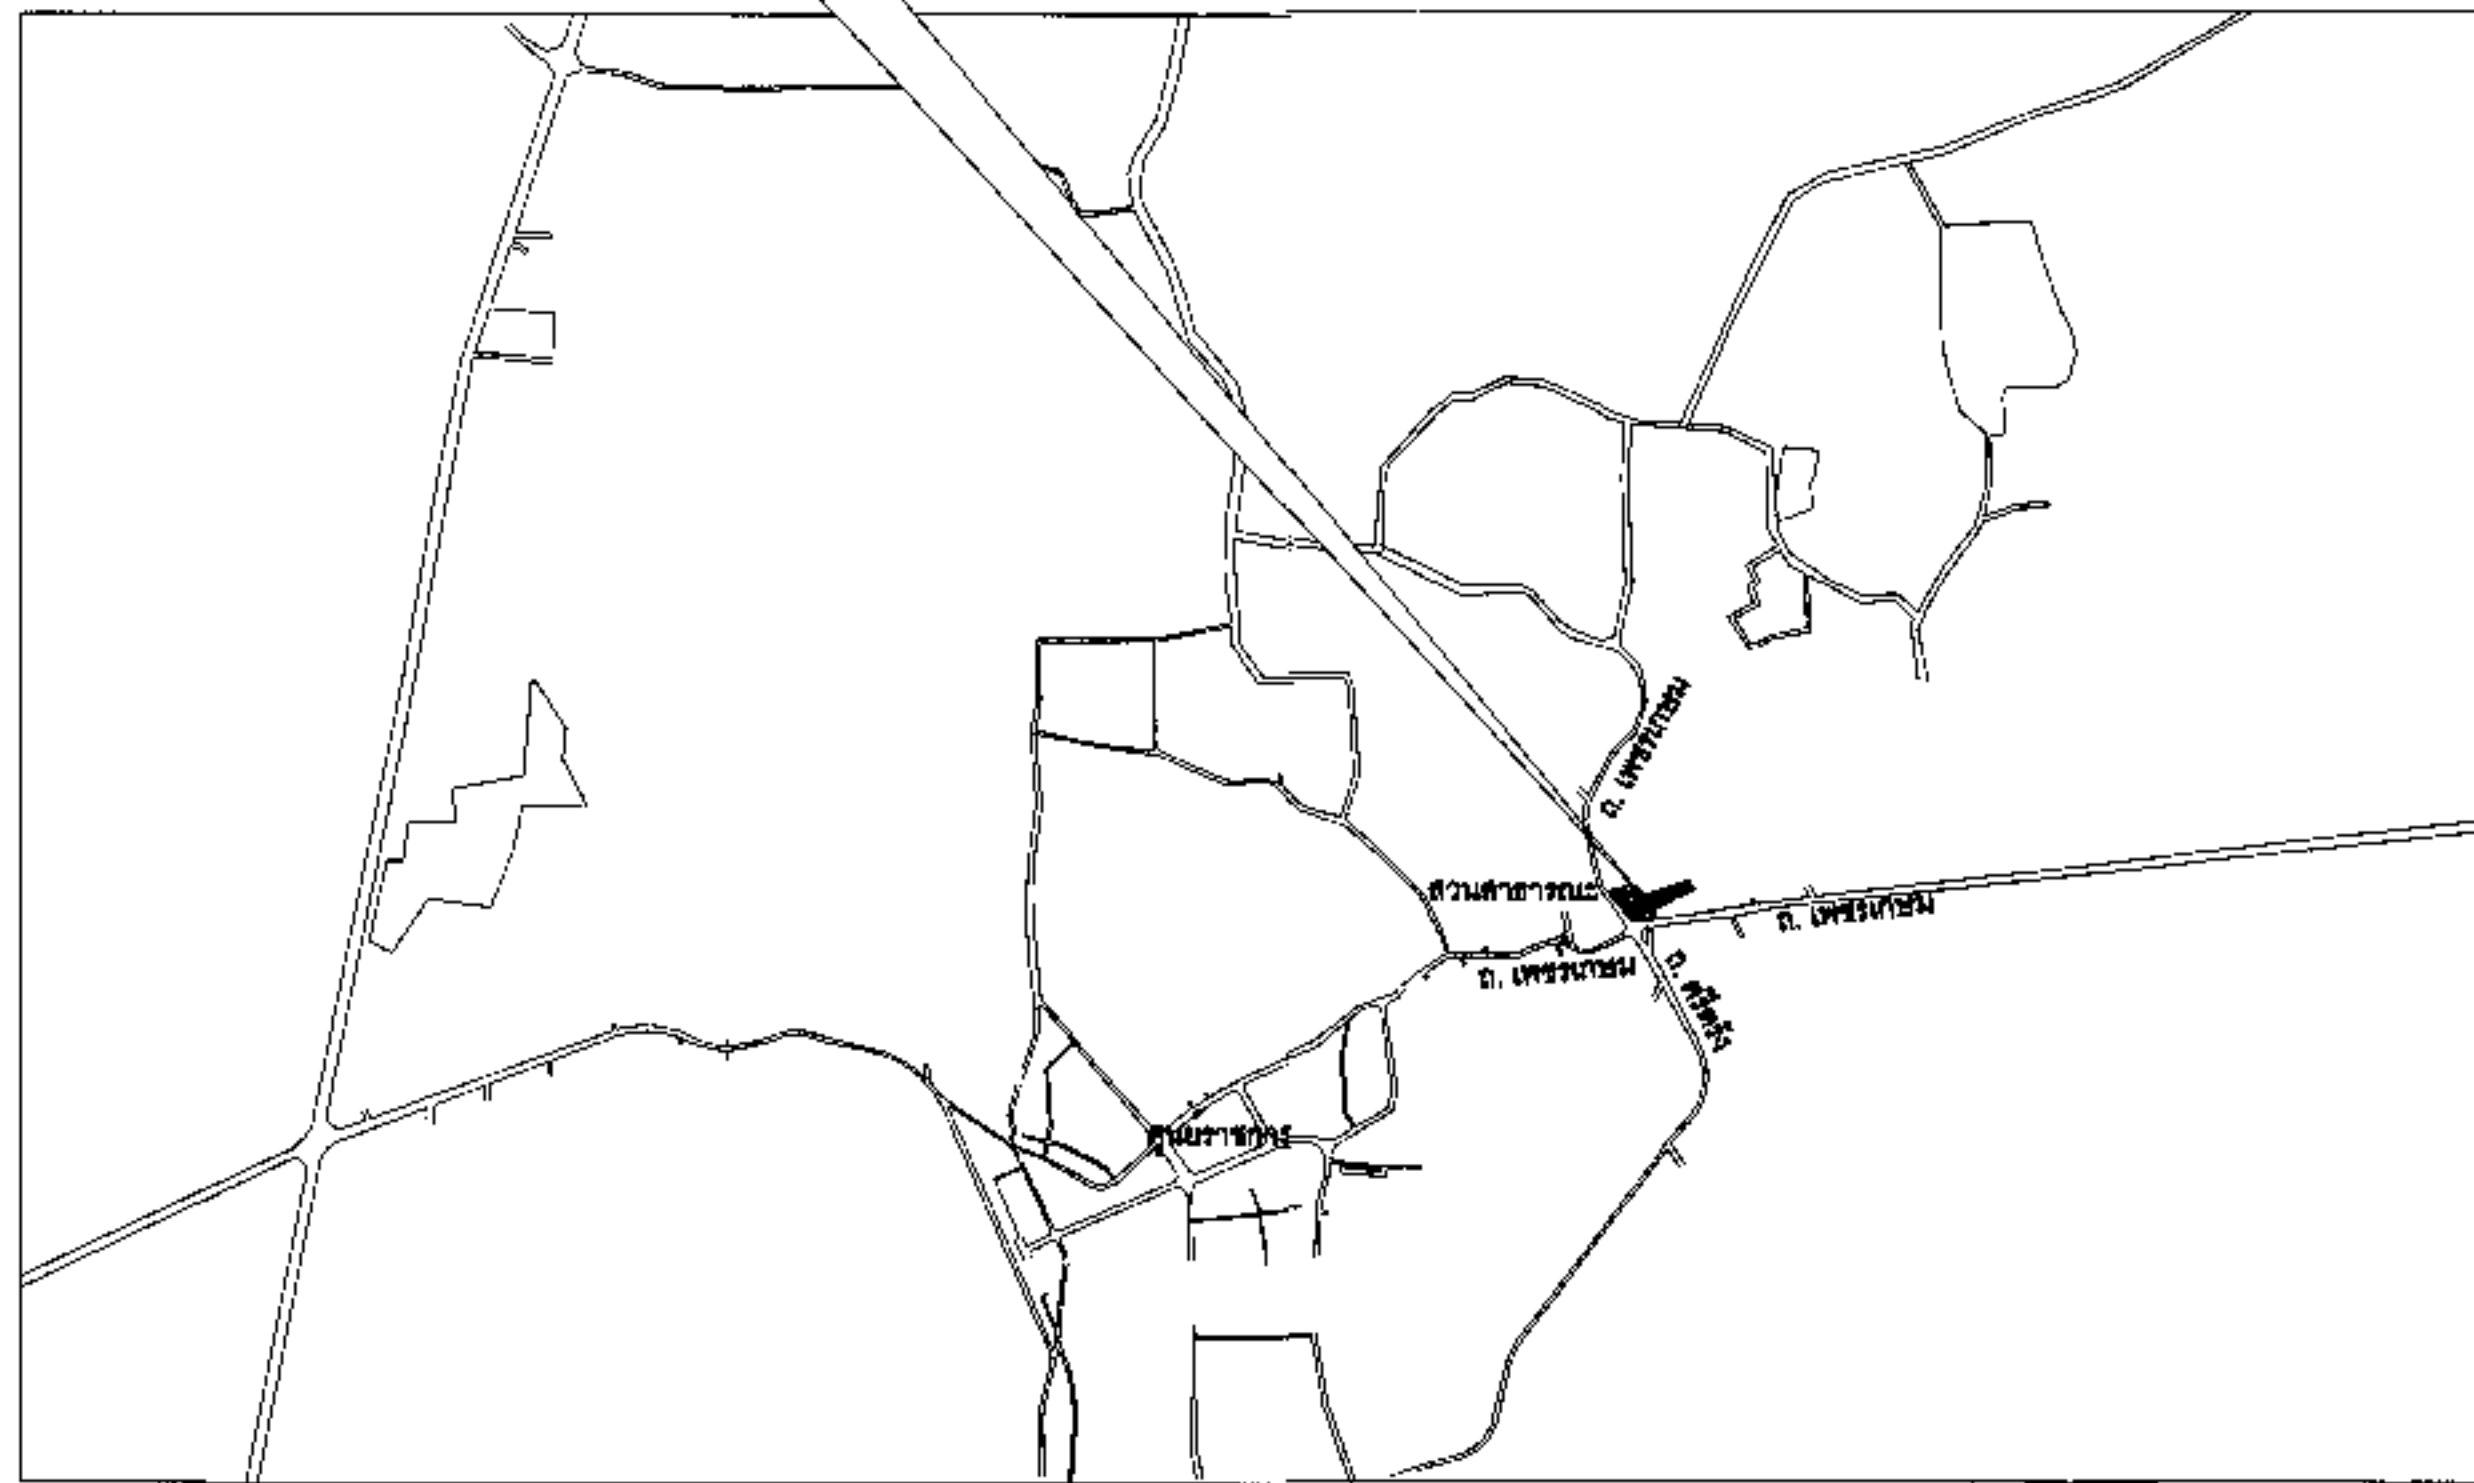 ถ. เพชรเกษม
สวนสาธารณะ
ถ. เพชรเกษม
ถ. เพชรเกษม
ถ. ศรีตรัง
ศูนย์ราชการ